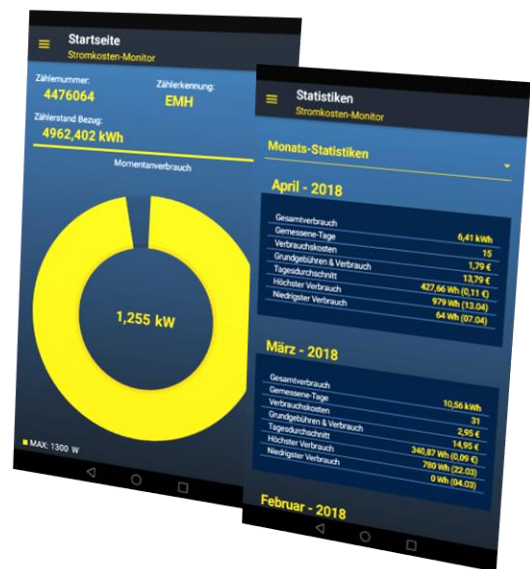 Startseite
Stromkosten-Monitor
Zählernummer: Zählerkennung:
4476064 EMH
Zählerstand Bezug:
4962,402 kWh
Momentanverbrauch
1,255 kW
MAX: 1300 W
Statistiken
Stromkosten-Monitor
Monats-Statistiken
April - 2018
Gesamtverbrauch 6,41 kWh
Gemessene-Tage 15
Verbrauchskosten 1,79 €
Grundgebühren & Verbrauch 13,79 €
Tagesdurchschnitt 427,66 Wh (0,11 €)
Höchster Verbrauch 979 Wh (13.04)
Niedrigster Verbrauch 64 Wh (07.04)
März - 2018
Gesamtverbrauch 10,56 kWh
Gemessene-Tage 31
Verbrauchskosten 2,95 €
Grundgebühren & Verbrauch 14,95 €
Tagesdurchschnitt 340,87 Wh (0,09 €)
Höchster Verbrauch 780 Wh (22.03)
Niedrigster Verbrauch 0 Wh (04.03)
Februar - 2018